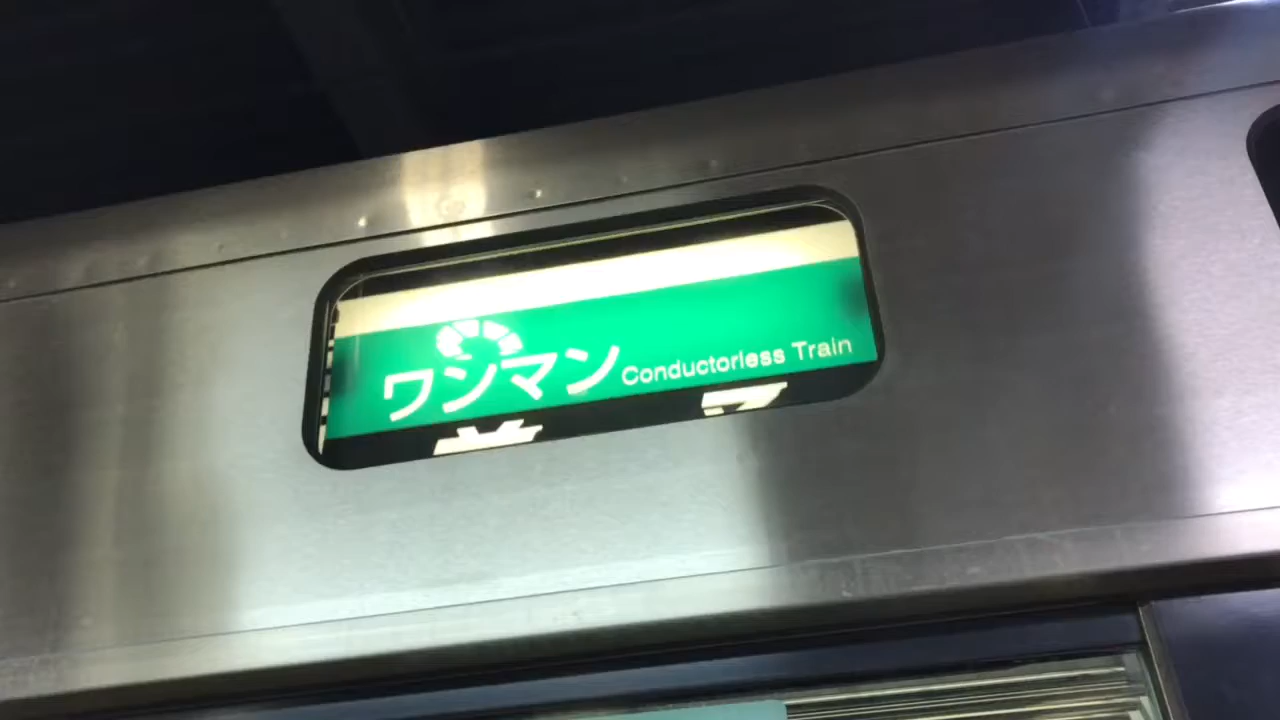 ワンマン Conductorless Train